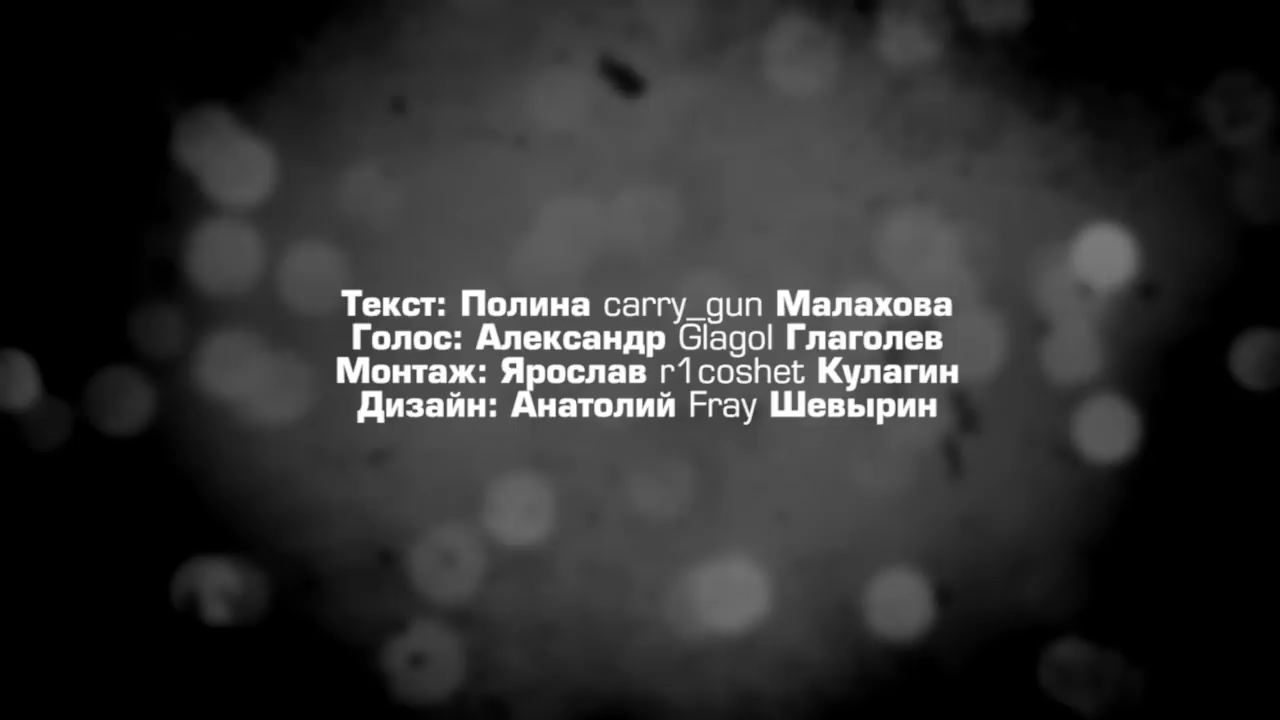 Текст: Полина carry_gun Малахова
Голос: Александр Glagol Глаголев
Монтаж: Ярослав r1coshet Кулагин
Дизайн: Анатолий Fray Шевырин